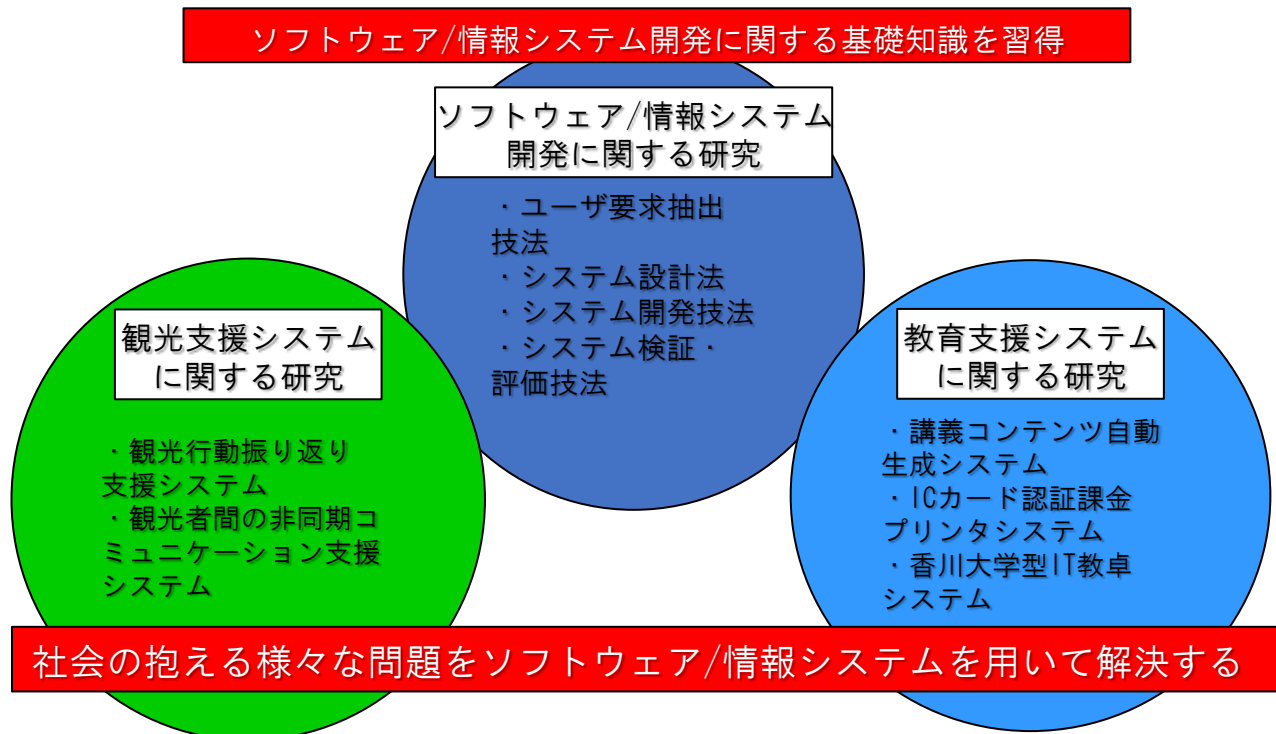 ソフトウェア/情報システム開発に関する基礎知識を習得
ソフトウェア/情報システム
開発に関する研究
・ユーザ要求抽出
技法
・システム設計法
・システム開発技法
・システム検証・
評価技法
観光支援システム
に関する研究
・観光行動振り返り
支援システム
・観光者間の非同期コ
ミュニケーション支援
システム
教育支援システム
に関する研究
・講義コンテンツ自動
生成システム
・ICカード認証課金
プリンタシステム
・香川大学型IT教卓
システム
社会の抱える様々な問題をソフトウェア/情報システムを用いて解決する